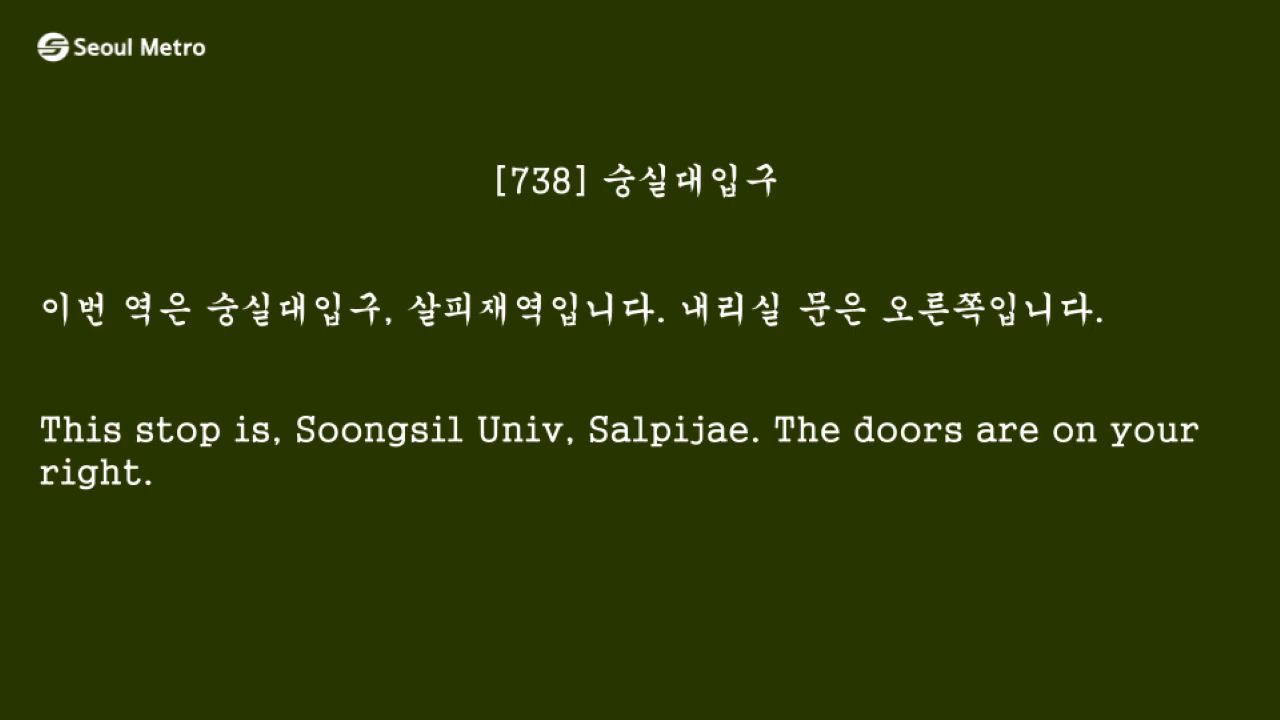 Seoul Metro
[738] 숭실대입구
이번 역은 숭실대입구, 살피재역입니다. 내리실 문은 오른쪽입니다.
This stop is, Soongsil Univ, Salpijae. The doors are on your
right.